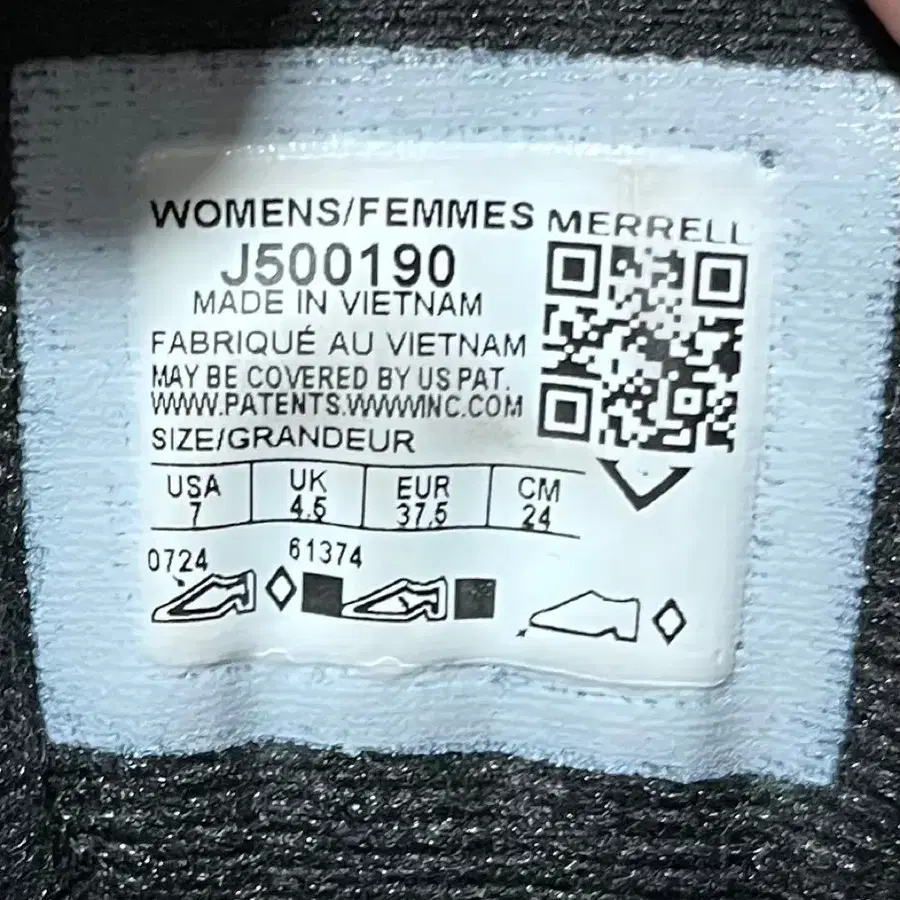 WOMENS/FEMMES MERRELL
J500190
MADE IN VIETNAM
FABRIQUÉ AU VIETNAM
MAY BE COVERED BY US PAT.
WWW.PATENTS.WWWINC.COM
SIZE/GRANDEUR
USA UK EUR CM
7 4.5 37.5 24
0724 61374